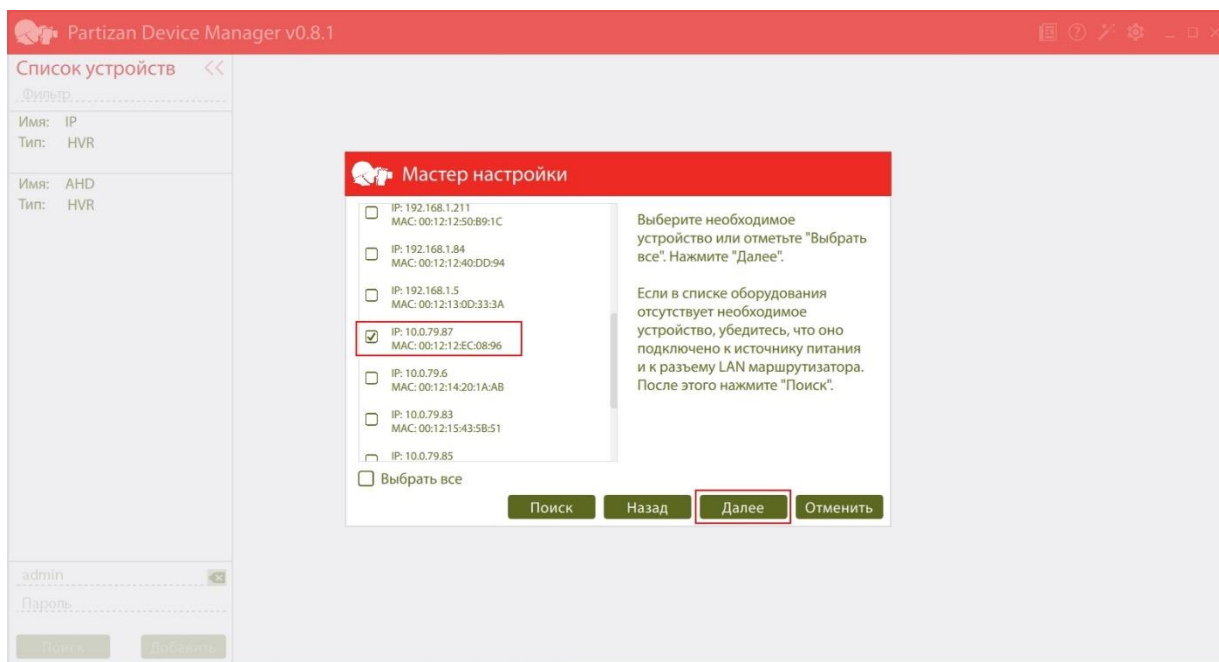 Partizan Device Manager v0.8.1
Список устройств <<
Фильтр
Имя: IP
Тип: HVR
Имя: AHD
Тип: HVR
Мастер настройки
IP: 192.168.1.211
MAC: 00:12:12:50:B9:1C
IP: 192.168.1.84
MAC: 00:12:12:40:DD:94
IP: 192.168.1.5
MAC: 00:12:13:0D:33:3A
IP: 10.0.79.87
MAC: 00:12:12:EC:08:96
IP: 10.0.79.6
MAC: 00:12:14:20:1A:AB
IP: 10.0.79.83
MAC: 00:12:15:43:5B:51
IP: 10.0.79.85
Выбрать все
Выберите необходимое
устройство или отметьте "Выбрать
все". Нажмите "Далее".
Если в списке оборудования
отсутствует необходимое
устройство, убедитесь, что оно
подключено к источнику питания
и к разъему LAN маршрутизатора.
После этого нажмите "Поиск".
Поиск Назад Далее Отменить
admin
Пароль
Поиск Добавить